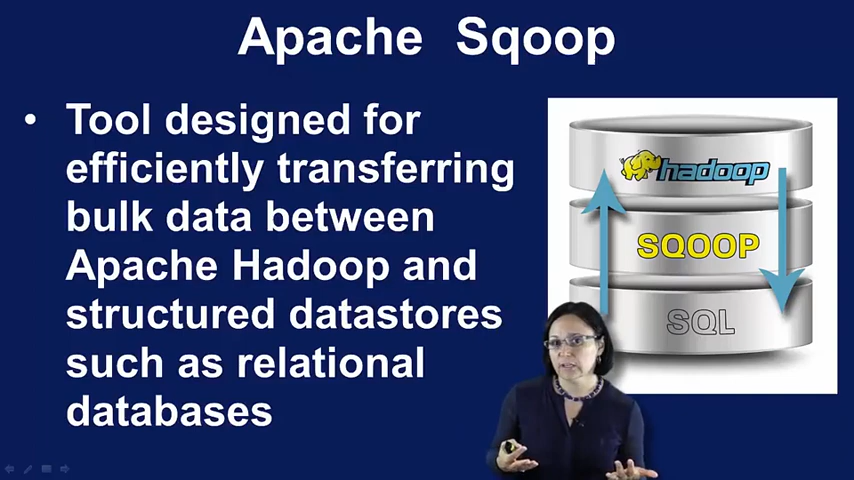 Apache Sqoop
• Tool designed for
efficiently transferring
bulk data between
Apache Hadoop and
structured datastores
such as relational
databases
hadoop
SQOOP
SQL